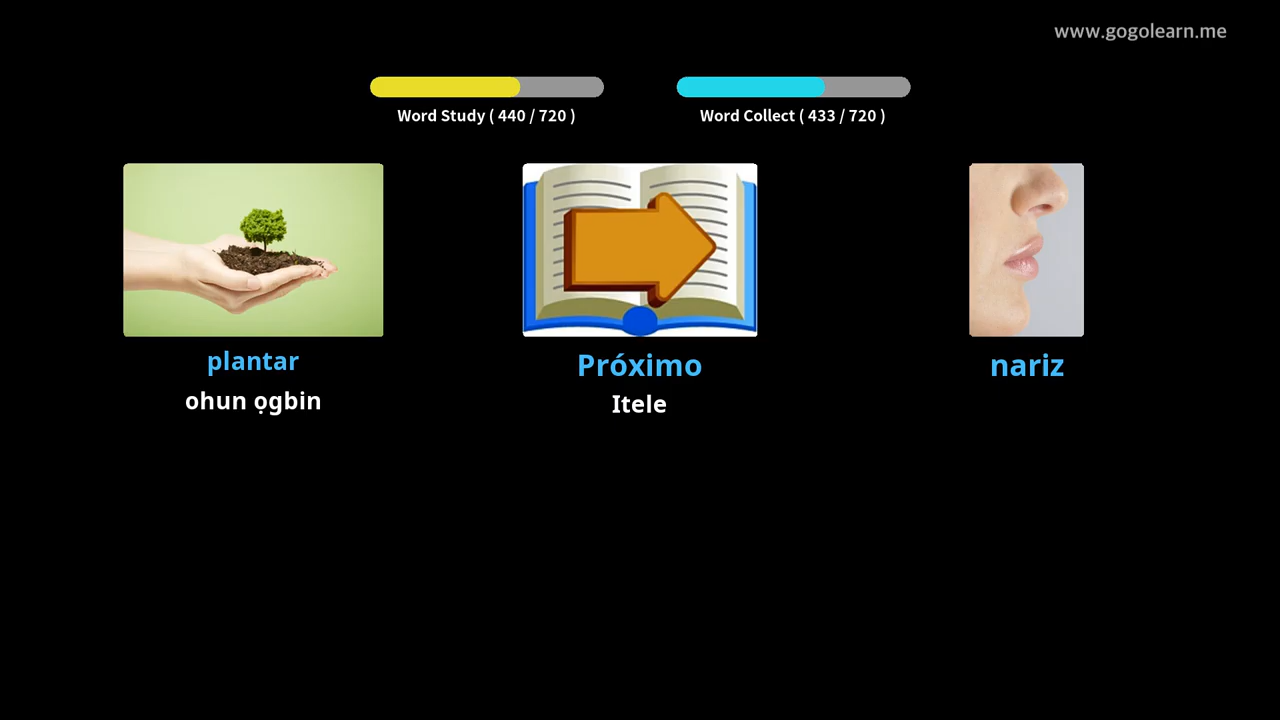 www.gogolearn.me
Word Study ( 440 / 720 )
Word Collect ( 433 / 720 )
plantar
ohun ọgbin
Próximo
Itele
nariz